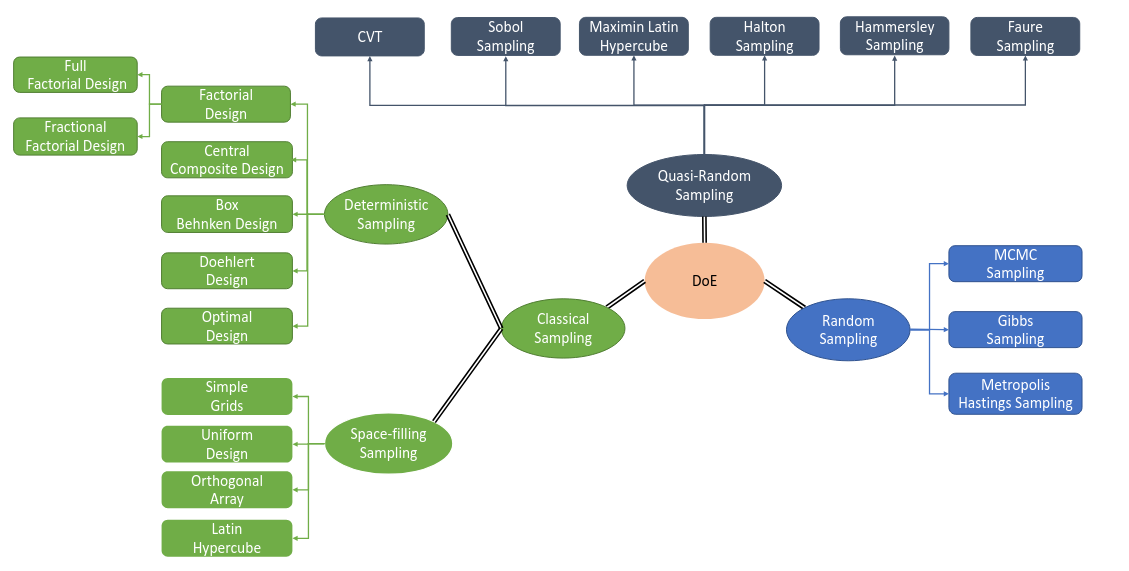 CVT
Sobol
Sampling
Maximin Latin
Hypercube
Halton
Sampling
Hammersley
Sampling
Faure
Sampling
Full
Factorial Design
Fractional
Factorial Design
Factorial
Design
Central
Composite Design
Box
Behnken Design
Doehlert
Design
Optimal
Design
Deterministic
Sampling
Quasi-Random
Sampling
DoE
Classical
Sampling
Random
Sampling
MCMC
Sampling
Gibbs
Sampling
Metropolis
Hastings Sampling
Simple
Grids
Uniform
Design
Orthogonal
Array
Latin
Hypercube
Space-filling
Sampling